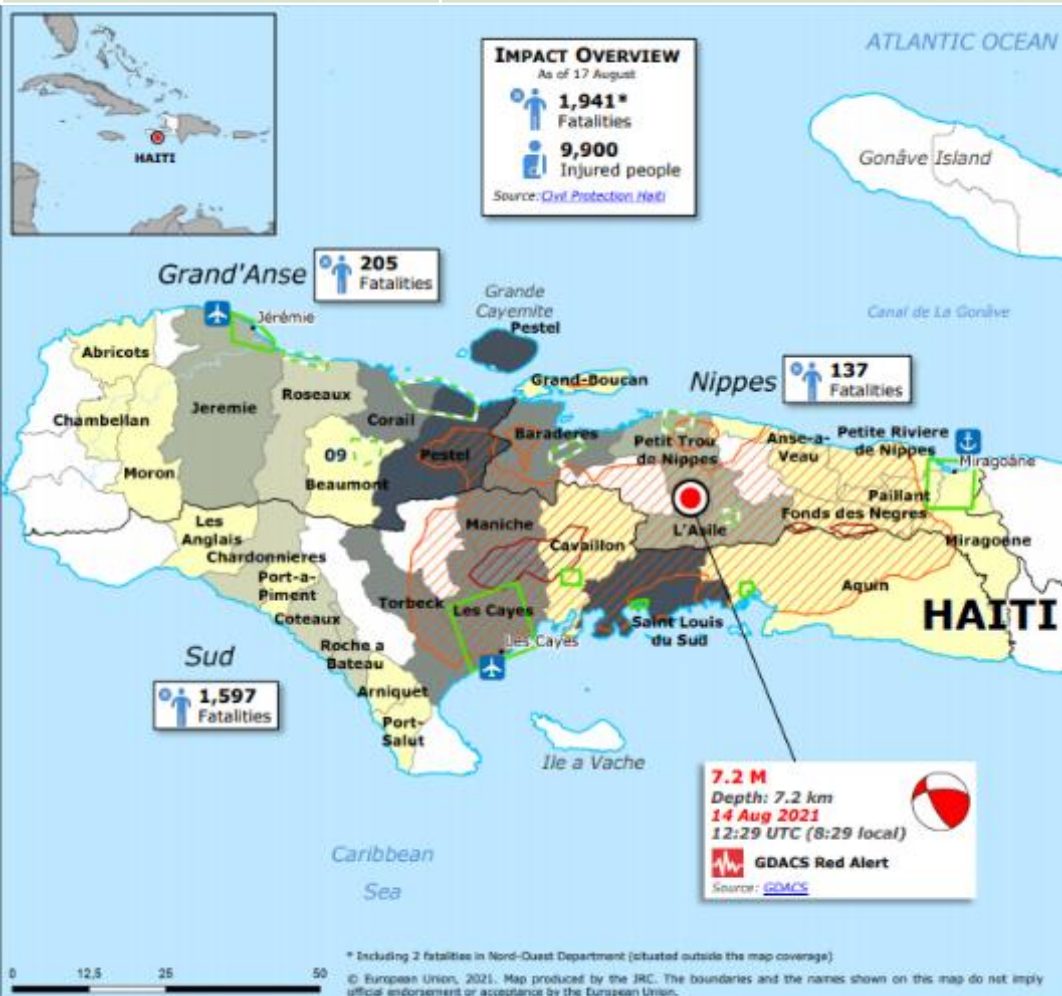 ATLANTIC OCEAN
IMPACT OVERVIEW
As of 17 August
1,941*
Fatalities
9,900
Injured people
Source: Civil Protection Haiti
HAITI
Gonâve Island
Grand'Anse
205
Fatalities
Grande
Cayemite
Pestel
Canal de La Gonâve
Jérémie
Abricots
Grand-Boucan
Nippes
137
Fatalities
Roseaux
Jeremie
Corail
Chambellan
Baraderes
Petit Trou
de Nippes
Anse-a-
Veau
Petite Riviere
de Nippes
Miragoâne
09
Beaumont
Pestel
Moron
Paillant
Fonds des Negres
Les
Anglais
Maniche
Cavaillon
L'Asile
Miragoene
Chardonnieres
Port-a-
Piment
Aquin
HAITI
Torbeck
Les Cayes
Coteaux
Saint Louis
du Sud
Les Cayes
Roche a
Bateau
Sud
1,597
Fatalities
Arniquet
Port-
Salut
Ile a Vache
7.2 M
Depth: 7.2 km
14 Aug 2021
12:29 UTC (8:29 local)
GDACS Red Alert
Source: GDACS
Caribbean
Sea
* Including 2 fatalities in Nord-Ouest Department (situated outside the map coverage)
0 12,5 25 50
© European Union, 2021. Map produced by the JRC. The boundaries and the names shown on this map do not imply
official endorsement or acceptance by the European Union.